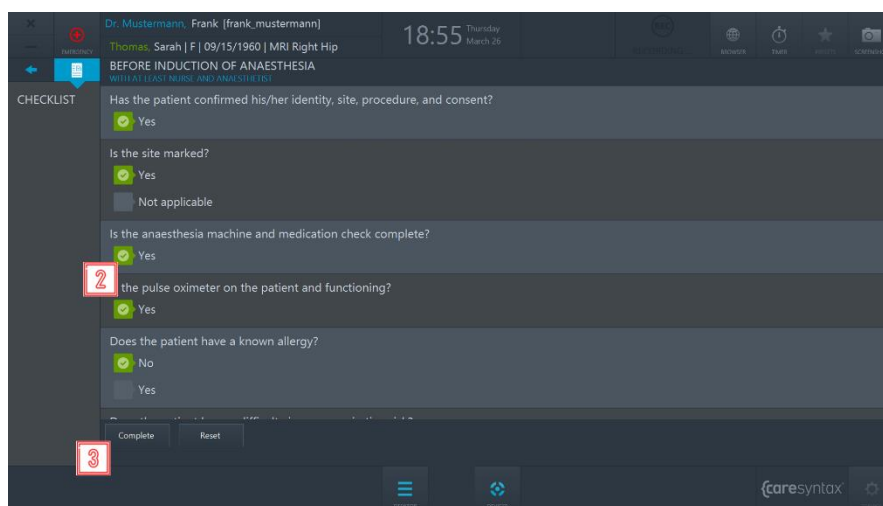 Dr. Mustermann, Frank [frank_mustermann]
18:55 Thursday
March 26
EMERGENCY
Thomas, Sarah | F | 09/15/1960 | MRI Right Hip
BROWSER
TIMER
BEFORE INDUCTION OF ANAESTHESIA
WITH AT LEAST NURSE AND ANAESTHETIST
CHECKLIST
Has the patient confirmed his/her identity, site, procedure, and consent?
Yes
Is the site marked?
Yes
Not applicable
Is the anaesthesia machine and medication check complete?
Yes
2
the pulse oximeter on the patient and functioning?
Yes
Does the patient have a known allergy?
No
Yes
Complete
Reset
3
{caresyntax